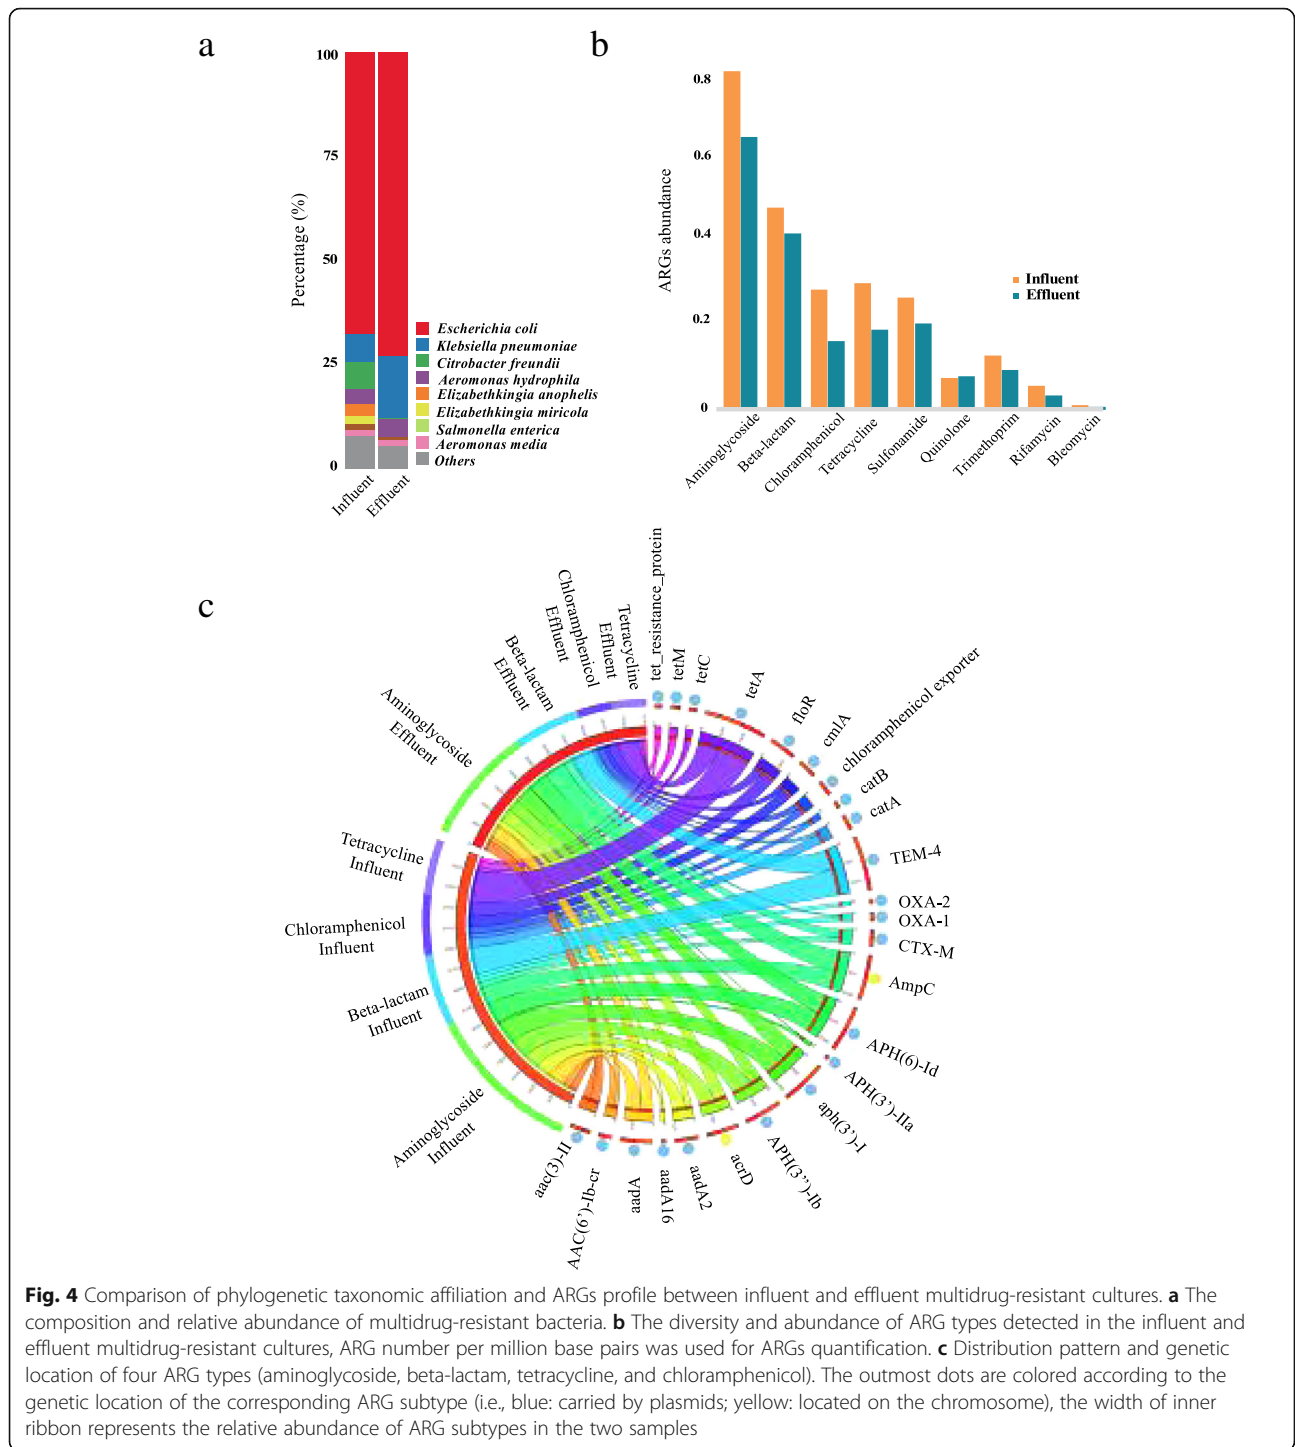 a
100
75
50
25
0
Percentage (%)
Influent
Effluent
Escherichia coli
Klebsiella pneumoniae
Citrobacter freundii
Aeromonas hydrophila
Elizabethkingia anophelis
Elizabethkingia miricola
Salmonella enterica
Aeromonas media
Others
b
0.8
0.6
0.4
0.2
0
ARGs abundance
Influent
Effluent
Aminoglycoside
Beta-lactam
Chloramphenicol
Tetracycline
Sulfonamide
Quinolone
Trimethoprim
Rifamycin
Bleomycin
c
Tetracycline
Effluent
Chloramphenicol
Effluent
Beta-lactam
Effluent
Aminoglycoside
Effluent
Tetracycline
Influent
Chloramphenicol
Influent
Beta-lactam
Influent
Aminoglycoside
Influent
tet_resistance_protein
tetM
tetC
tetA
floR
cmlA
chloramphenicol exporter
catB
catA
TEM-4
OXA-2
OXA-1
CTX-M
AmpC
APH(6)-Id
APH(3')-IIa
aph(3')-I
APH(3'')-Ib
acrD
aadA2
aadA16
aadA
AAC(6')-Ib-cr
aac(3)-II
Fig. 4 Comparison of phylogenetic taxonomic affiliation and ARGs profile between influent and effluent multidrug-resistant cultures. a The
composition and relative abundance of multidrug-resistant bacteria. b The diversity and abundance of ARG types detected in the influent and
effluent multidrug-resistant cultures, ARG number per million base pairs was used for ARGs quantification. c Distribution pattern and genetic
location of four ARG types (aminoglycoside, beta-lactam, tetracycline, and chloramphenicol). The outmost dots are colored according to the
genetic location of the corresponding ARG subtype (i.e., blue: carried by plasmids; yellow: located on the chromosome), the width of inner
ribbon represents the relative abundance of ARG subtypes in the two samples